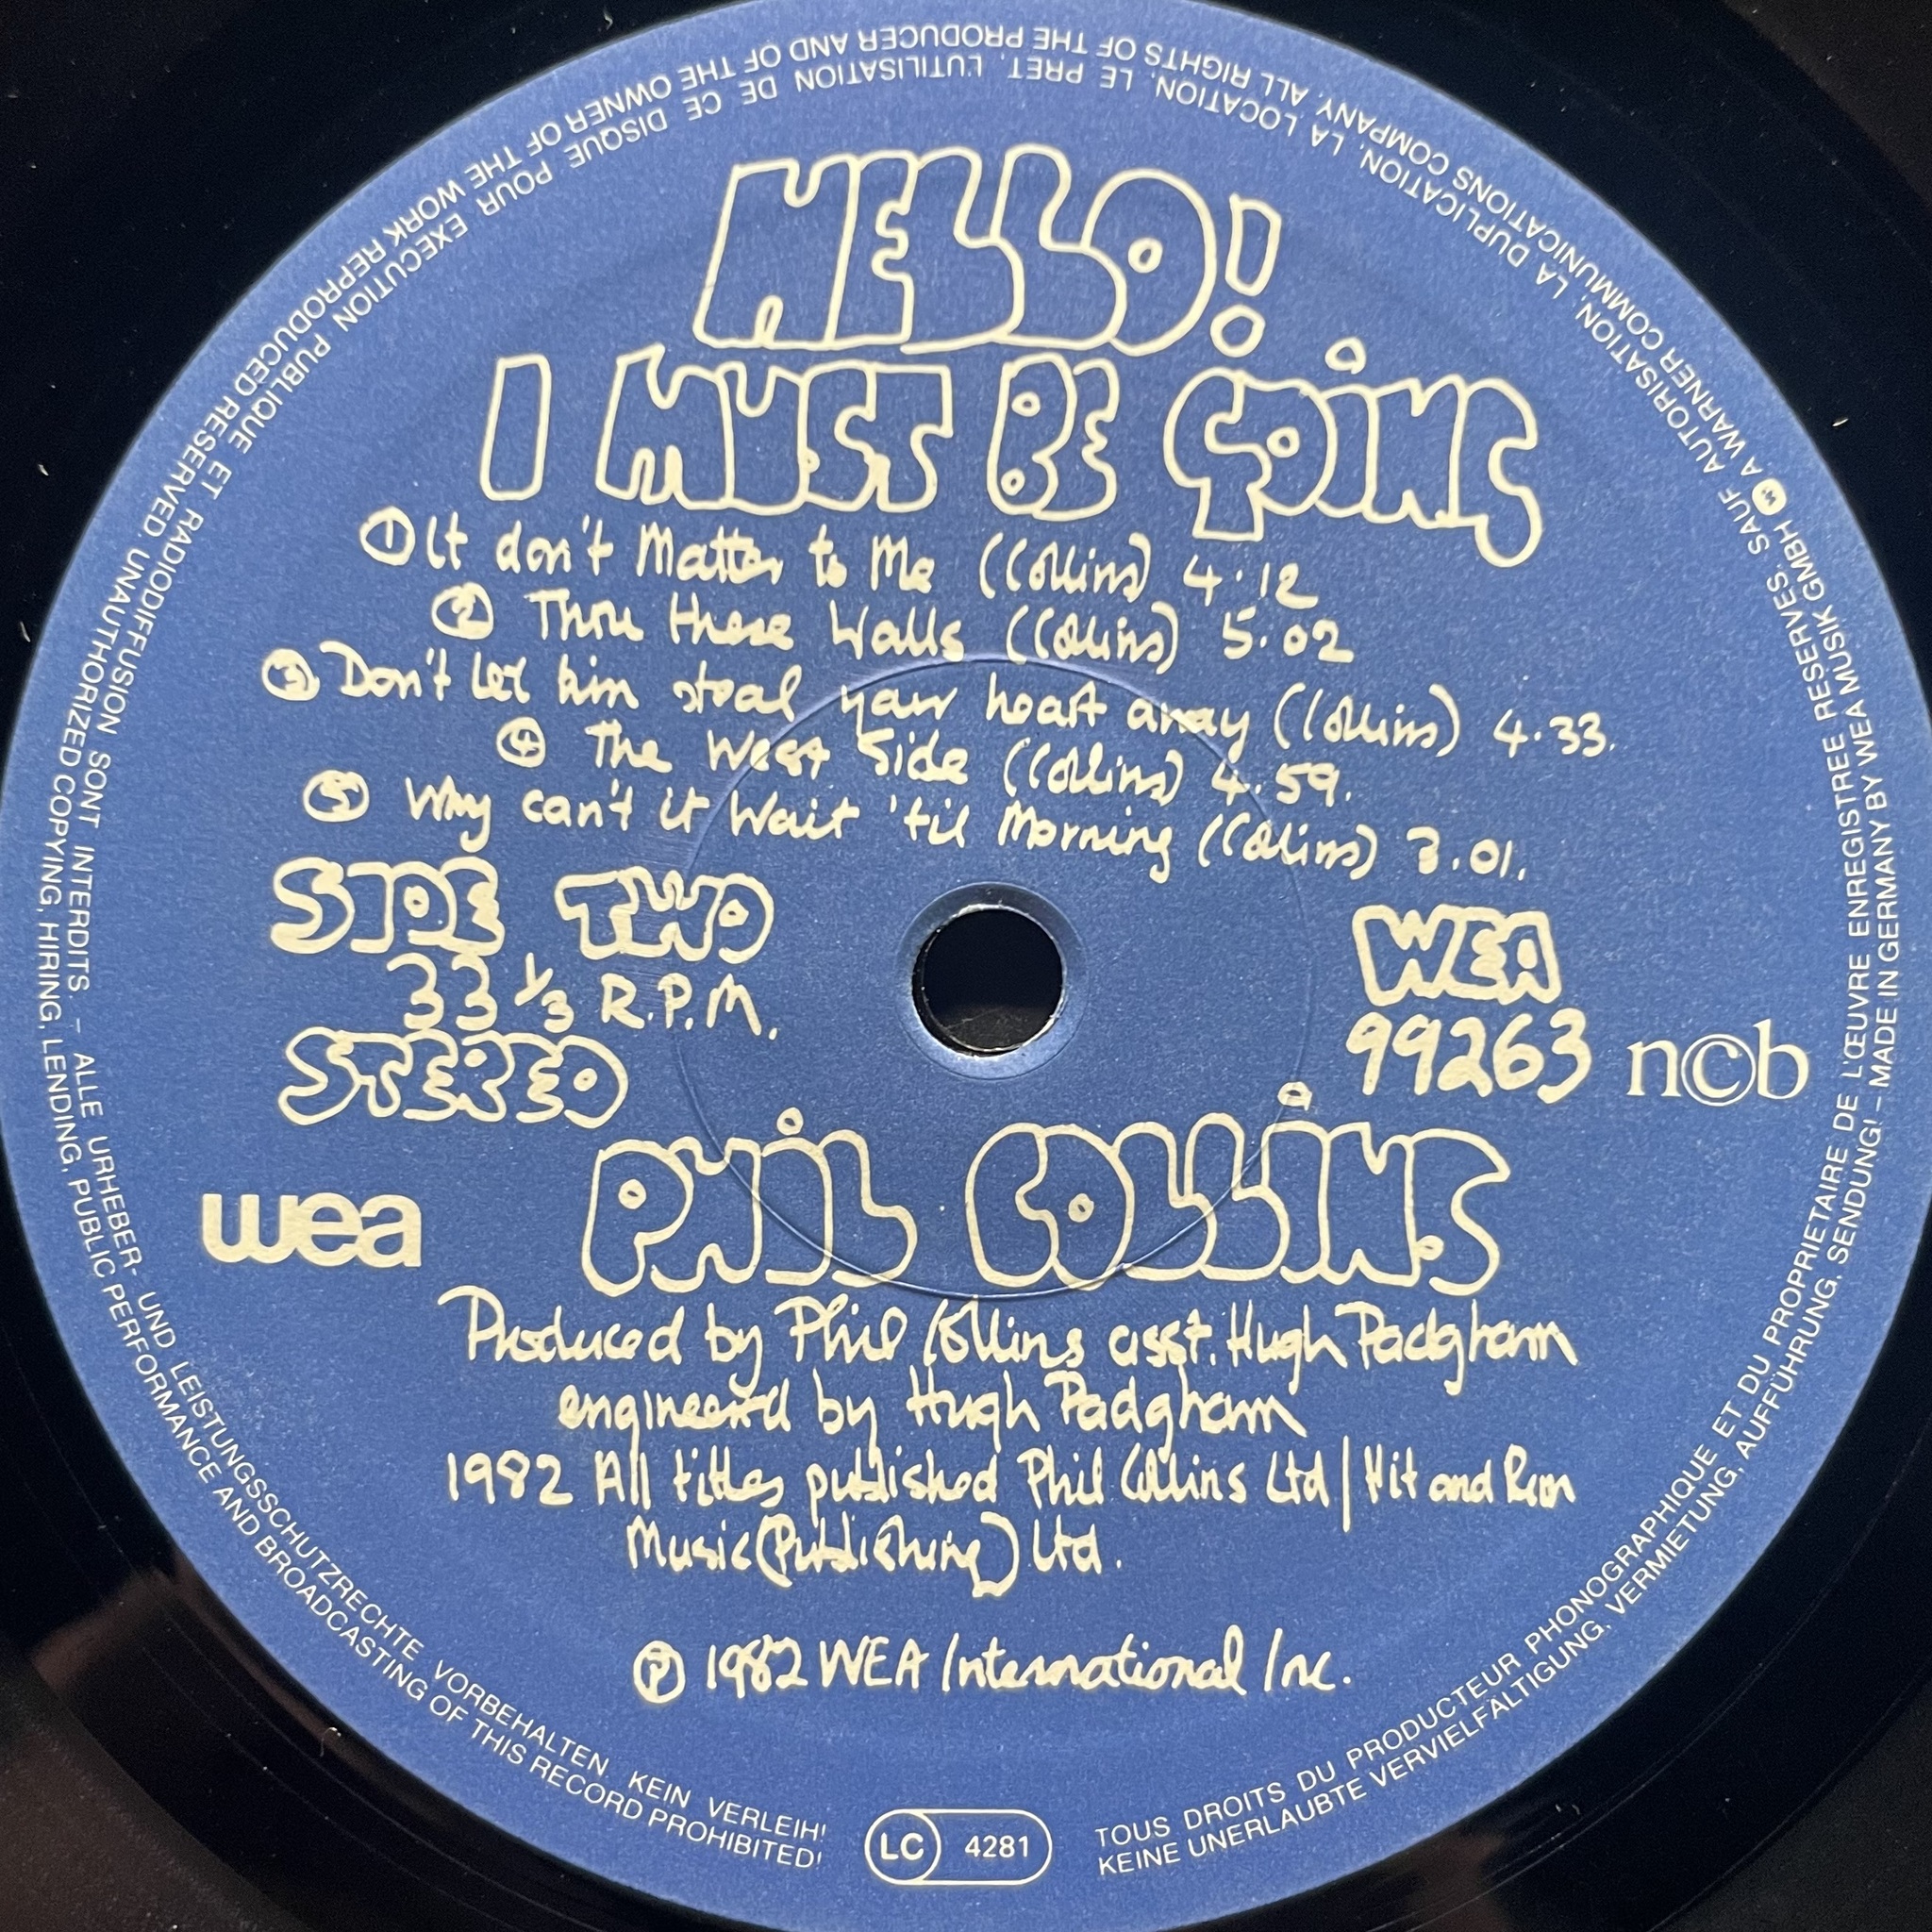 HELLO!
I MUST BE GOING
① It don't Matter to Me (Collins) 4.12
② Thru these Walls (Collins) 5.02
③ Don't let him steal your heart away (Collins) 4.33.
④ The West Side (Collins) 4.59.
⑤ Why can't it Wait 'til Morning (Collins) 3.01.
SIDE TWO
33 1/3 R.P.M.
STEREO
WEA
99263
n©b
wea
PHIL COLLINS
Produced by Phil Collins asst. Hugh Padgham
engineered by Hugh Padgham
1982 All titles published Phil Collins Ltd / Hit and Run
Music (Publishing) Ltd.
Ⓟ 1982 WEA International Inc.
LC 4281
TOUS DROITS DU PRODUCTEUR PHONOGRAPHIQUE ET DU PROPRIETAIRE DE L'ŒUVRE ENREGISTREE RESERVES. SAUF AUTORISATION, LA DUPLICATION, LA LOCATION, LE PRET, L'UTILISATION DE CE DISQUE POUR EXECUTION PUBLIQUE ET RADIODIFFUSION SONT INTERDITS. – ALLE URHEBER- UND LEISTUNGSSCHUTZRECHTE VORBEHALTEN. KEIN VERLEIH!
KEINE UNERLAUBTE VERVIELFÄLTIGUNG, VERMIETUNG, AUFFÜHRUNG, SENDUNG! – MADE IN GERMANY BY WEA MUSIK GMBH A WARNER COMMUNICATIONS COMPANY. ALL RIGHTS OF THE PRODUCER AND OF THE OWNER OF THE WORK REPRODUCED RESERVED. UNAUTHORIZED COPYING, HIRING, LENDING, PUBLIC PERFORMANCE AND BROADCASTING OF THIS RECORD PROHIBITED!